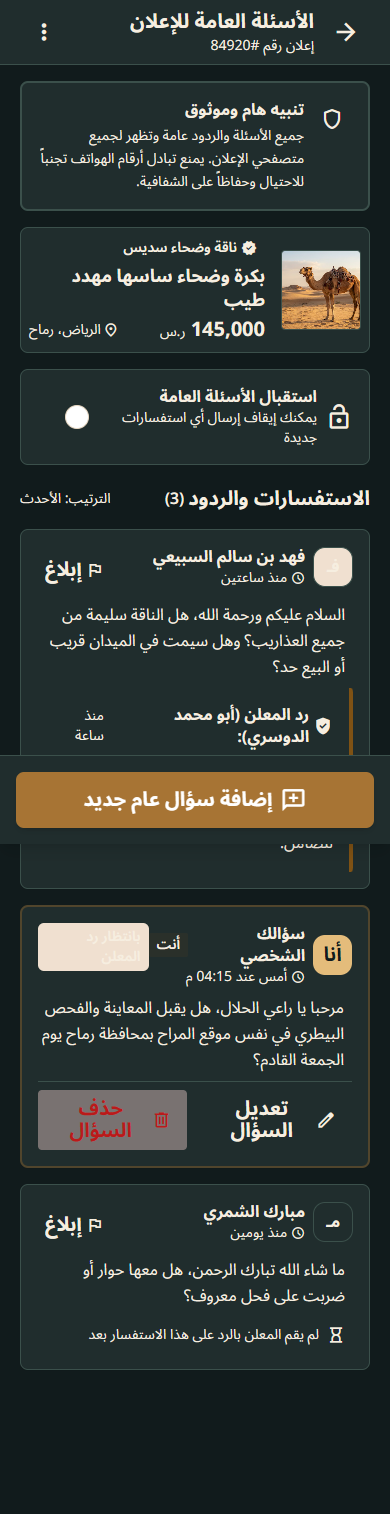 الأسئلة العامة للإعلان
إعلان رقم #84920
تنبيه هام وموثوق
جميع الأسئلة والردود عامة وتظهر لجميع
متصفحي الإعلان. يمنع تبادل أرقام الهواتف تجنباً
للاحتيال وحفاظاً على الشفافية.
ناقة وضحاء سديس
بكرة وضحاء ساسها مهدد
طيب
145,000 ر.س
الرياض، رماح
استقبال الأسئلة العامة
يمكنك إيقاف إرسال أي استفسارات
جديدة
الاستفسارات والردود (3)
الترتيب: الأحدث
فـ
فهد بن سالم السبيعي
منذ ساعتين
إبلاغ
السلام عليكم ورحمة الله، هل الناقة سليمة من
جميع العذاريب؟ وهل سيمت في الميدان قريب
أو البيع حد؟
رد المعلن (أبو محمد
الدوسري):
منذ
ساعة
إضافة سؤال عام جديد
أنا
سؤالك
الشخصي
أنت
بانتظار رد
المعلن
أمس عند 04:15 م
مرحبا يا راعي الحلال، هل يقبل المعاينة والفحص
البيطري في نفس موقع المراح بمحافظة رماح يوم
الجمعة القادم؟
تعديل
السؤال
حذف
السؤال
مـ
مبارك الشمري
منذ يومين
إبلاغ
ما شاء الله تبارك الرحمن، هل معها حوار أو
ضربت على فحل معروف؟
لم يقم المعلن بالرد على هذا الاستفسار بعد